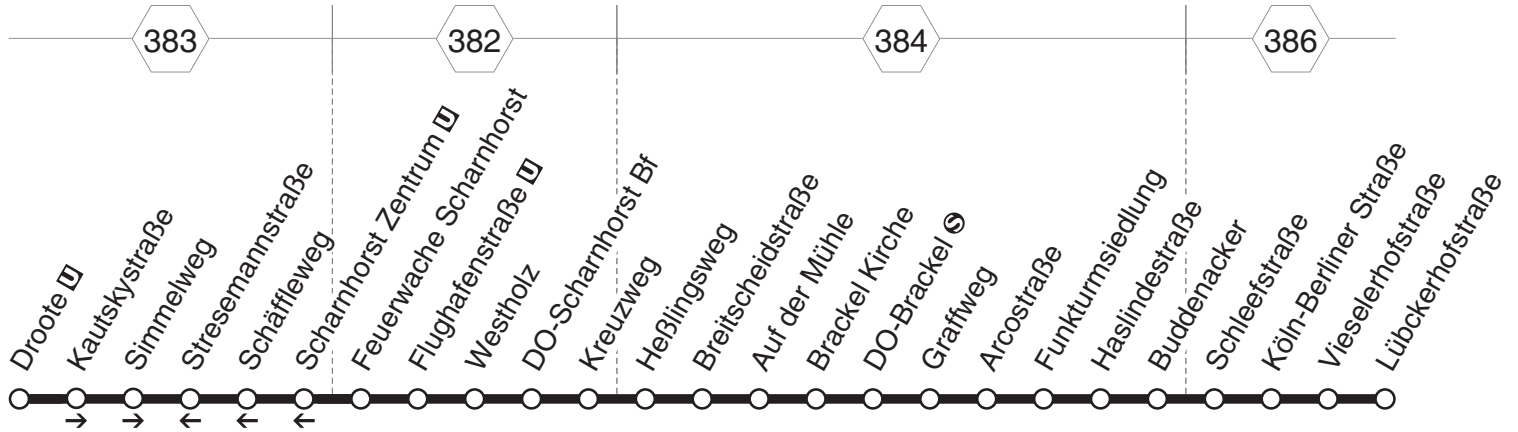 383
382
384
386
Droote U
Kautskystraße
Simmelweg
Stresemannstraße
Schäffleweg
Scharnhorst Zentrum U
Feuerwache Scharnhorst
Flughafenstraße U
Westholz
DO-Scharnhorst Bf
Kreuzweg
Heßlingsweg
Breitscheidstraße
Auf der Mühle
Brackel Kirche
DO-Brackel S
Graffweg
Arcostraße
Funkturmsiedlung
Haslindestraße
Buddenacker
Schleefstraße
Köln-Berliner Straße
Vieselerhofstraße
Lübckerhofstraße